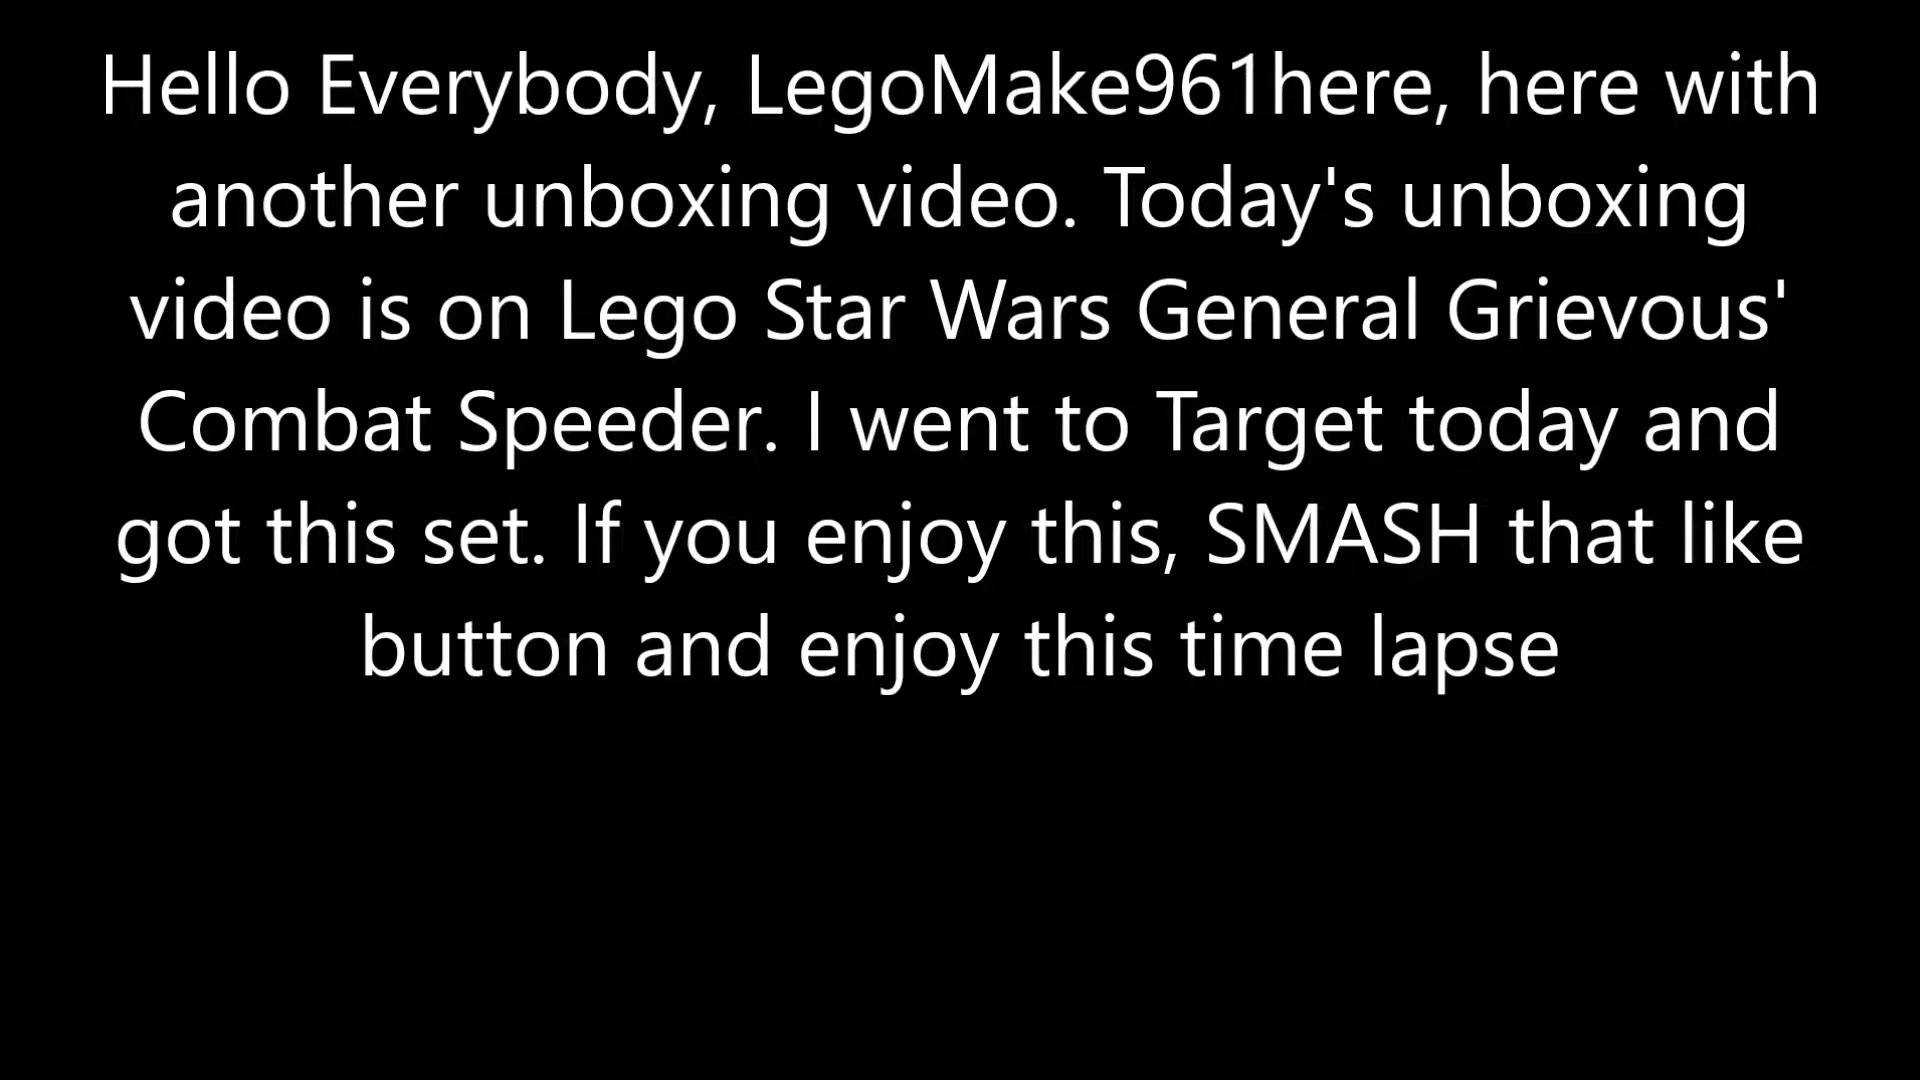 Hello Everybody, LegoMake961here, here with
another unboxing video. Today's unboxing
video is on Lego Star Wars General Grievous'
Combat Speeder. I went to Target today and
got this set. If you enjoy this, SMASH that like
button and enjoy this time lapse